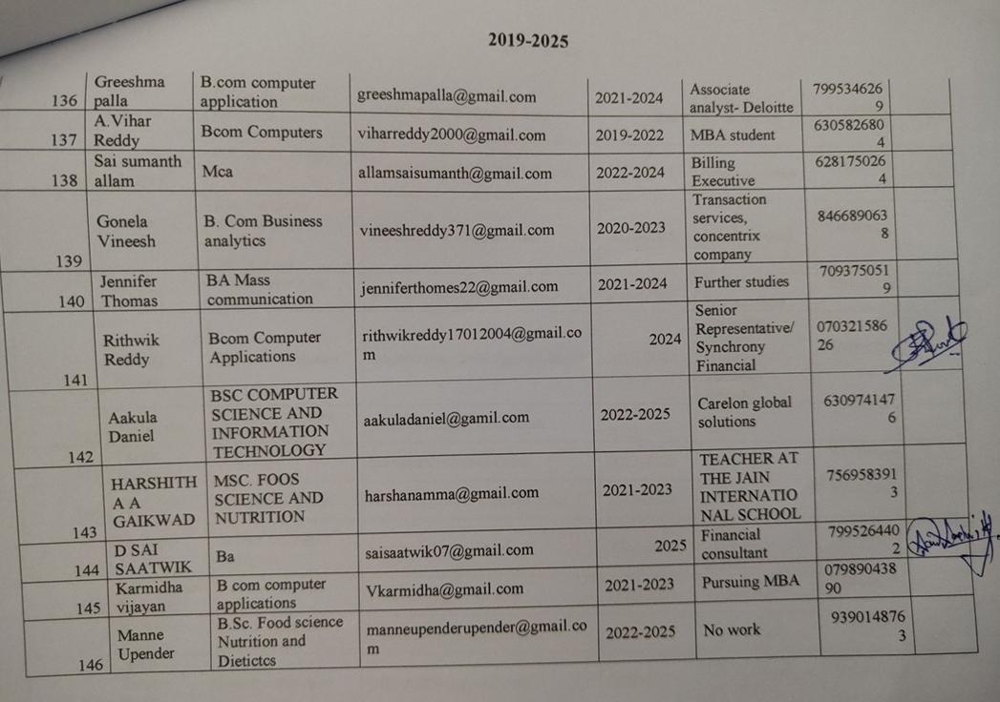 2019-2025
136 Greeshma palla B.com computer application greeshmapalla@gmail.com 2021-2024 Associate analyst- Deloitte 7995346269
137 A.Vihar Reddy Bcom Computers viharreddy2000@gmail.com 2019-2022 MBA student 6305826804
138 Sai sumanth allam Mca allamsaisumanth@gmail.com 2022-2024 Billing Executive 6281750264
139 Gonela Vineesh B. Com Business analytics vineeshreddy371@gmail.com 2020-2023 Transaction services, concentrix company 8466890638
140 Jennifer Thomas BA Mass communication jenniferthomes22@gmail.com 2021-2024 Further studies 7093750519
141 Rithwik Reddy Bcom Computer Applications rithwikreddy17012004@gmail.com 2024 Senior Representative/ Synchrony Financial 07032158626
142 Aakula Daniel BSC COMPUTER SCIENCE AND INFORMATION TECHNOLOGY aakuladaniel@gamil.com 2022-2025 Carelon global solutions 6309741476
143 HARSHITHA A GAIKWAD MSC. FOOS SCIENCE AND NUTRITION harshanamma@gmail.com 2021-2023 TEACHER AT THE JAIN INTERNATIONAL SCHOOL 7569583913
144 D SAI SAATWIK Ba saisaatwik07@gmail.com 2025 Financial consultant 7995264402
145 Karmidha vijayan B com computer applications Vkarmidha@gmail.com 2021-2023 Pursuing MBA 07989043890
146 Manne Upender B.Sc. Food science Nutrition and Dietictcs manneupenderupender@gmail.com 2022-2025 No work 9390148763